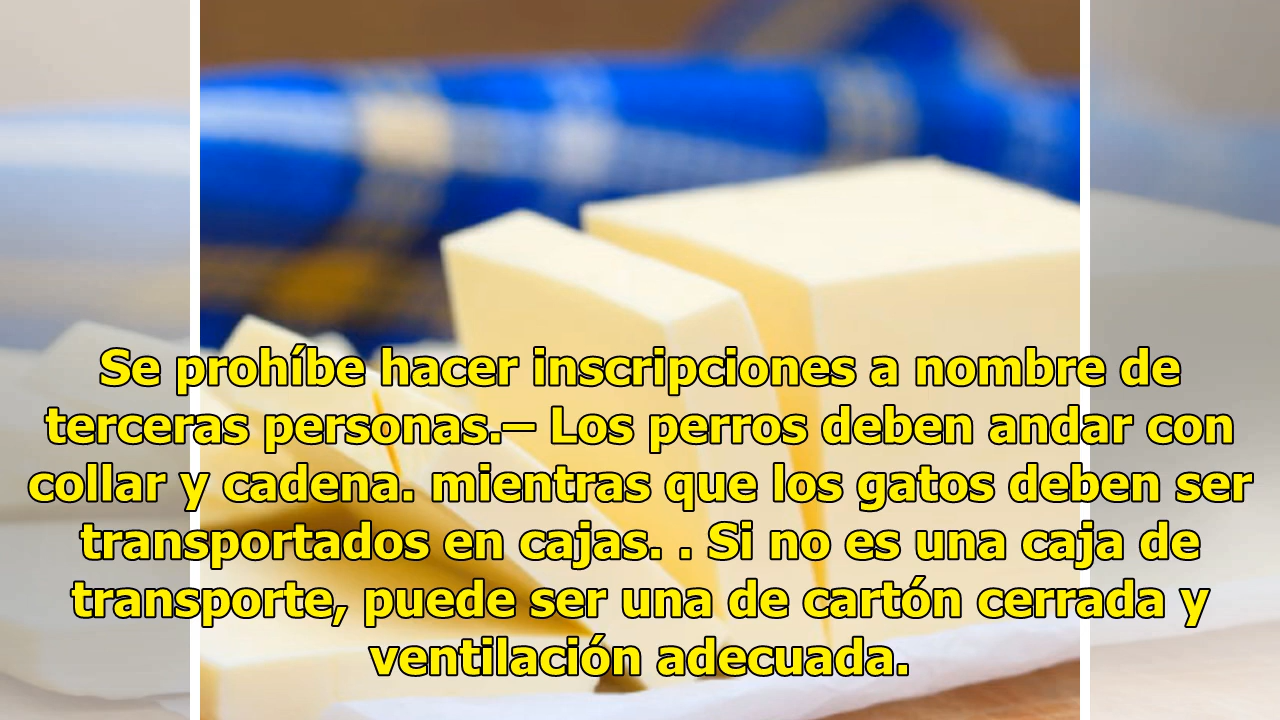 Se prohíbe hacer inscripciones a nombre de
terceras personas.— Los perros deben andar con
collar y cadena. mientras que los gatos deben ser
transportados en cajas. . Si no es una caja de
transporte, puede ser una de cartón cerrada y
ventilación adecuada.